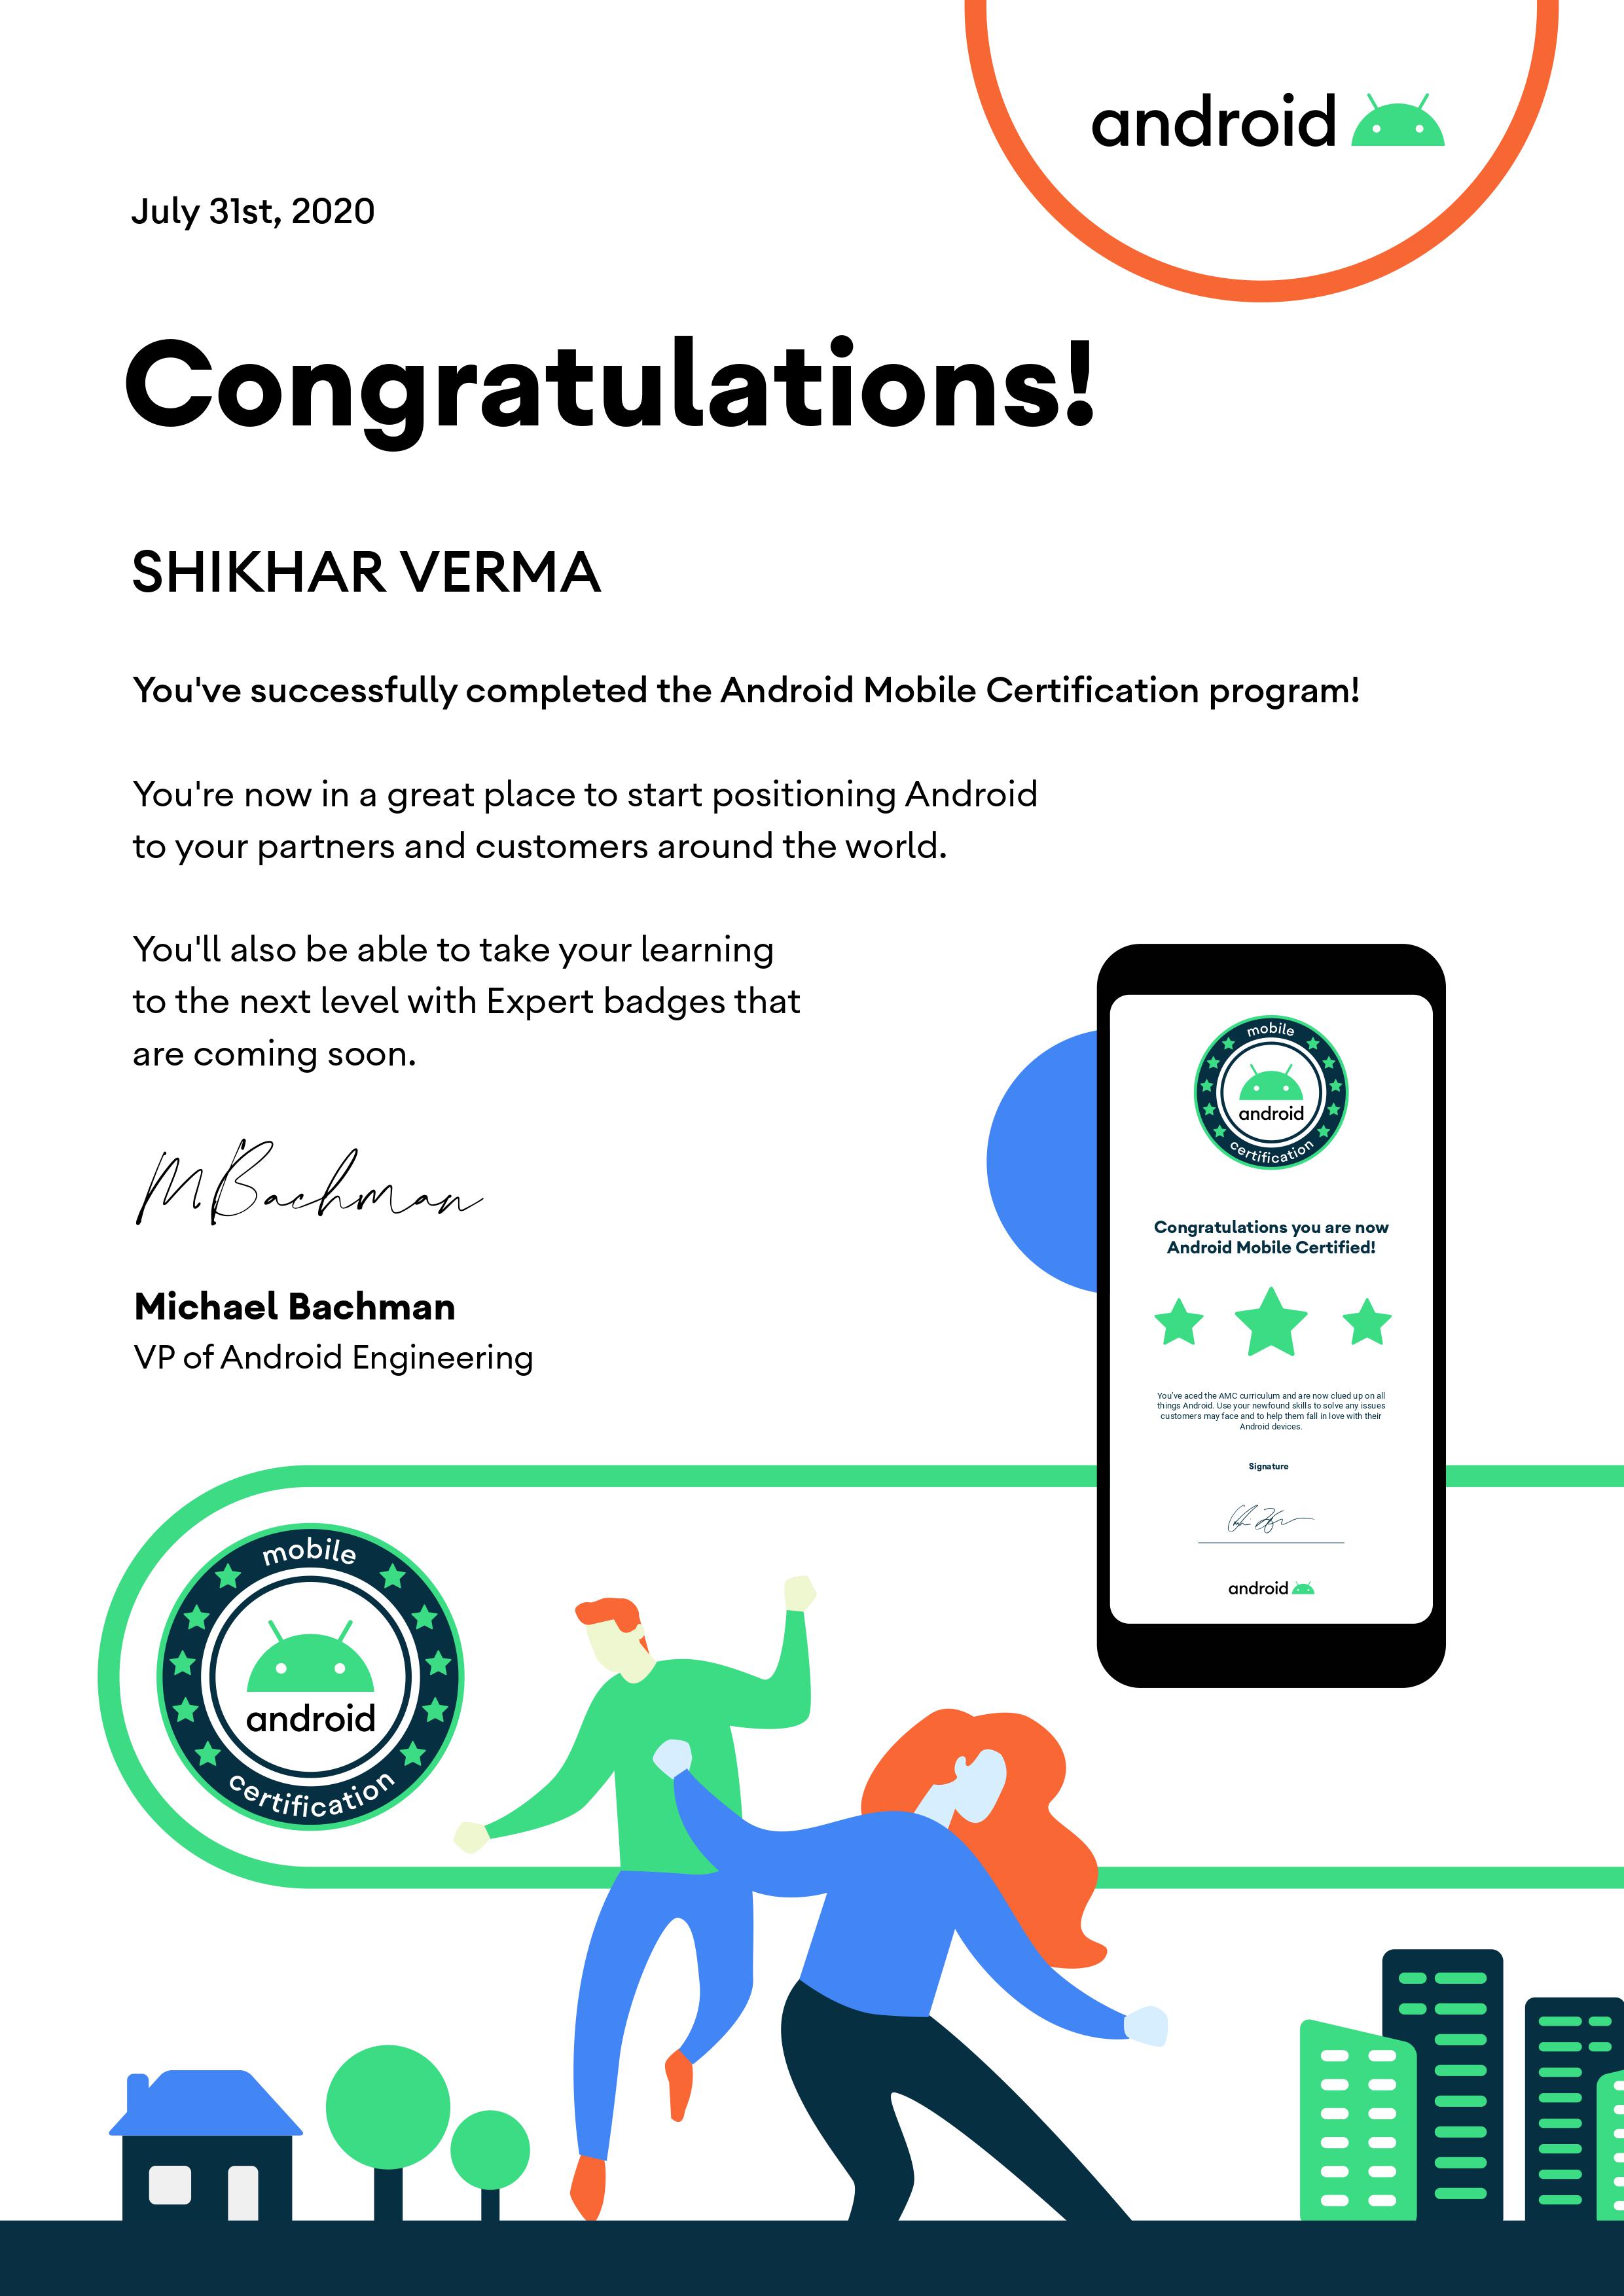 android
July 31st, 2020
Congratulations!
SHIKHAR VERMA
You've successfully completed the Android Mobile Certification program!
You're now in a great place to start positioning Android
to your partners and customers around the world.
You'll also be able to take your learning
to the next level with Expert badges that
are coming soon.
MBachman
Michael Bachman
VP of Android Engineering
mobile
android
certification
Congratulations you are now
Android Mobile Certified!
You've aced the AMC curriculum and are now clued up on all
things Android. Use your newfound skills to solve any issues
customers may face and to help them fall in love with their
Android devices.
Signature
android
mobile
android
certification